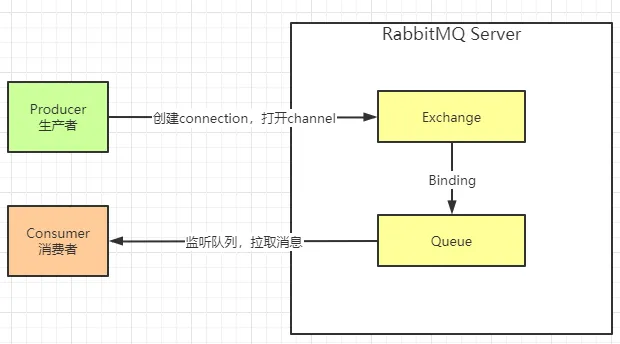 RabbitMQ Server
Producer
生产者
创建connection，打开channel
Exchange
Binding
Consumer
消费者
监听队列，拉取消息
Queue